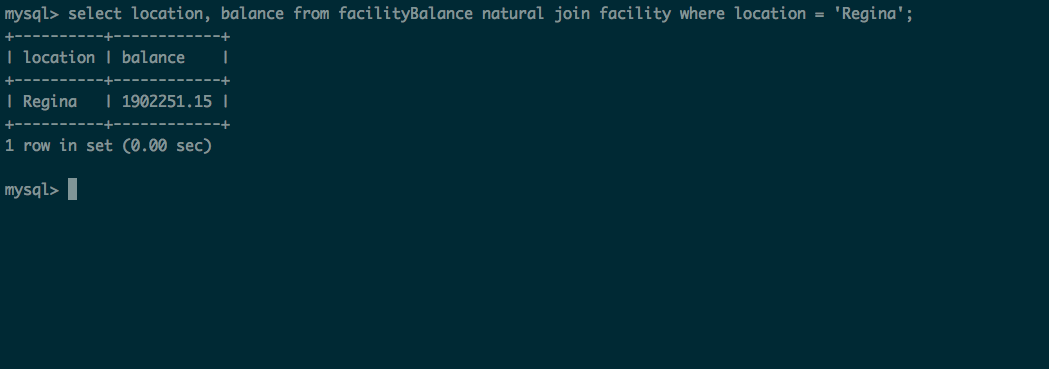 mysql> select location, balance from facilityBalance natural join facility where location = 'Regina';
+----------+------------+
| location | balance    |
+----------+------------+
| Regina   | 1902251.15 |
+----------+------------+
1 row in set (0.00 sec)
mysql>